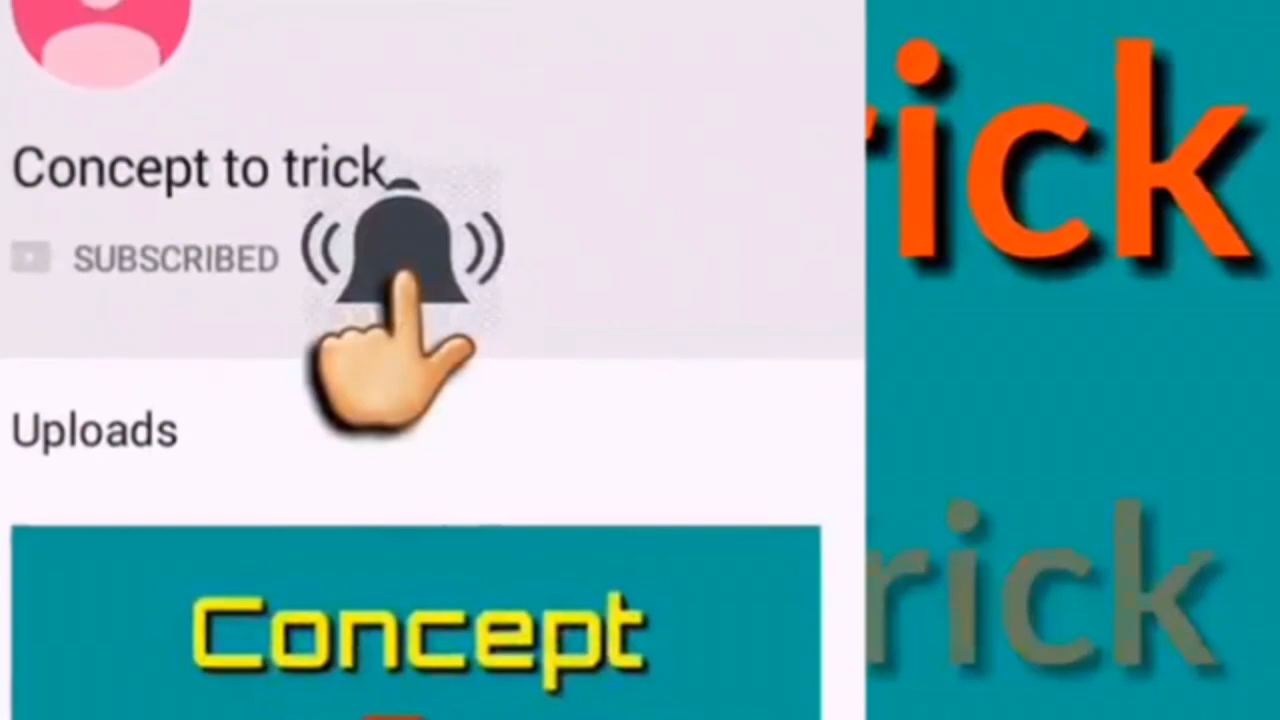 Concept to trick
SUBSCRIBED
Uploads
Concept
rick
rick